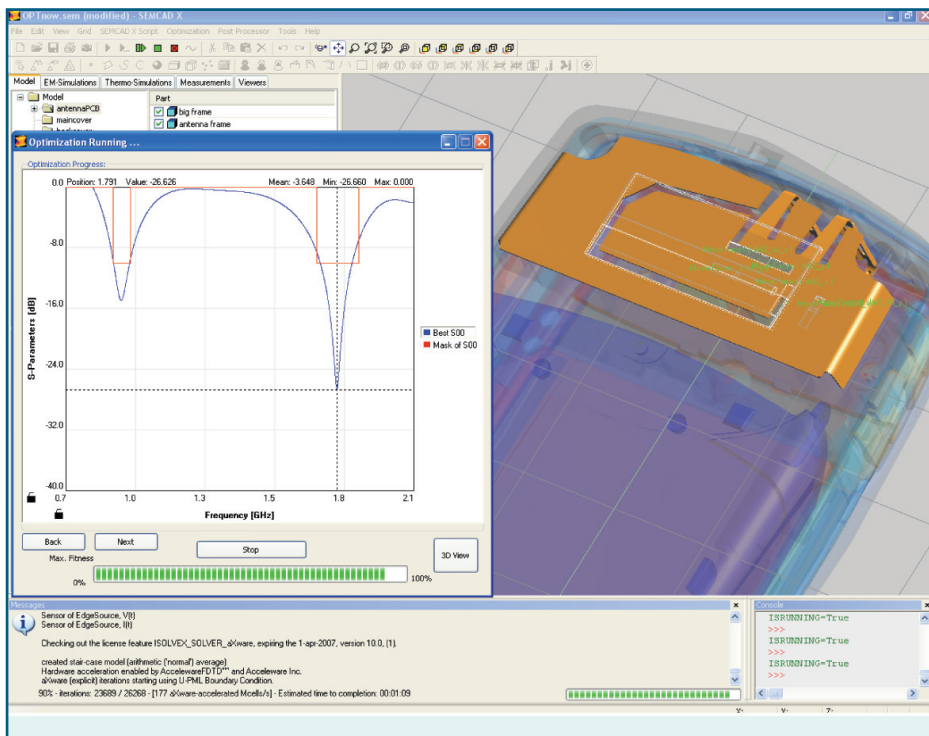 OPTnow.sem (modified) - SEMCAD X
File Edit View Grid SEMCAD X Script Optimization Post Processor Tools Help
Model EM-Simulations Thermo-Simulations Measurements Viewers
Model
antennaPCB
maincover
Part
big frame
antenna frame
Optimization Running ...
Optimization Progress:
Position: 1.791 Value: -26.626 Mean: -3.648 Min: -26.660 Max: 0.000
0.0
-8.0
-16.0
-24.0
-32.0
-40.0
S-Parameters [dB]
0.7 1.0 1.3 1.5 1.8 2.1
Frequency [GHz]
Best S00
Mask of S00
Back Next Stop 3D View
Max. Fitness
0% 100%
Messages
Sensor of EdgeSource, V(t)
Sensor of EdgeSource, I(t)
Checking out the license feature ISOLVEX_SOLVER_aXware, expiring the 1-apr-2007, version 10.0, (1).
created stair-case model (arithmetic ('normal') average)
Hardware acceleration enabled by AccelewareFDTD™ and Acceleware Inc.
aXware (explicit) iterations starting using U-PML Boundary Condition.
90% - iterations: 23689 / 26268 - [177 aXware-accelerated Mcells/s] - Estimated time to completion: 00:01:09
Console
ISRUNNING=True
>>>
ISRUNNING=True
>>>
ISRUNNING=True
>>>